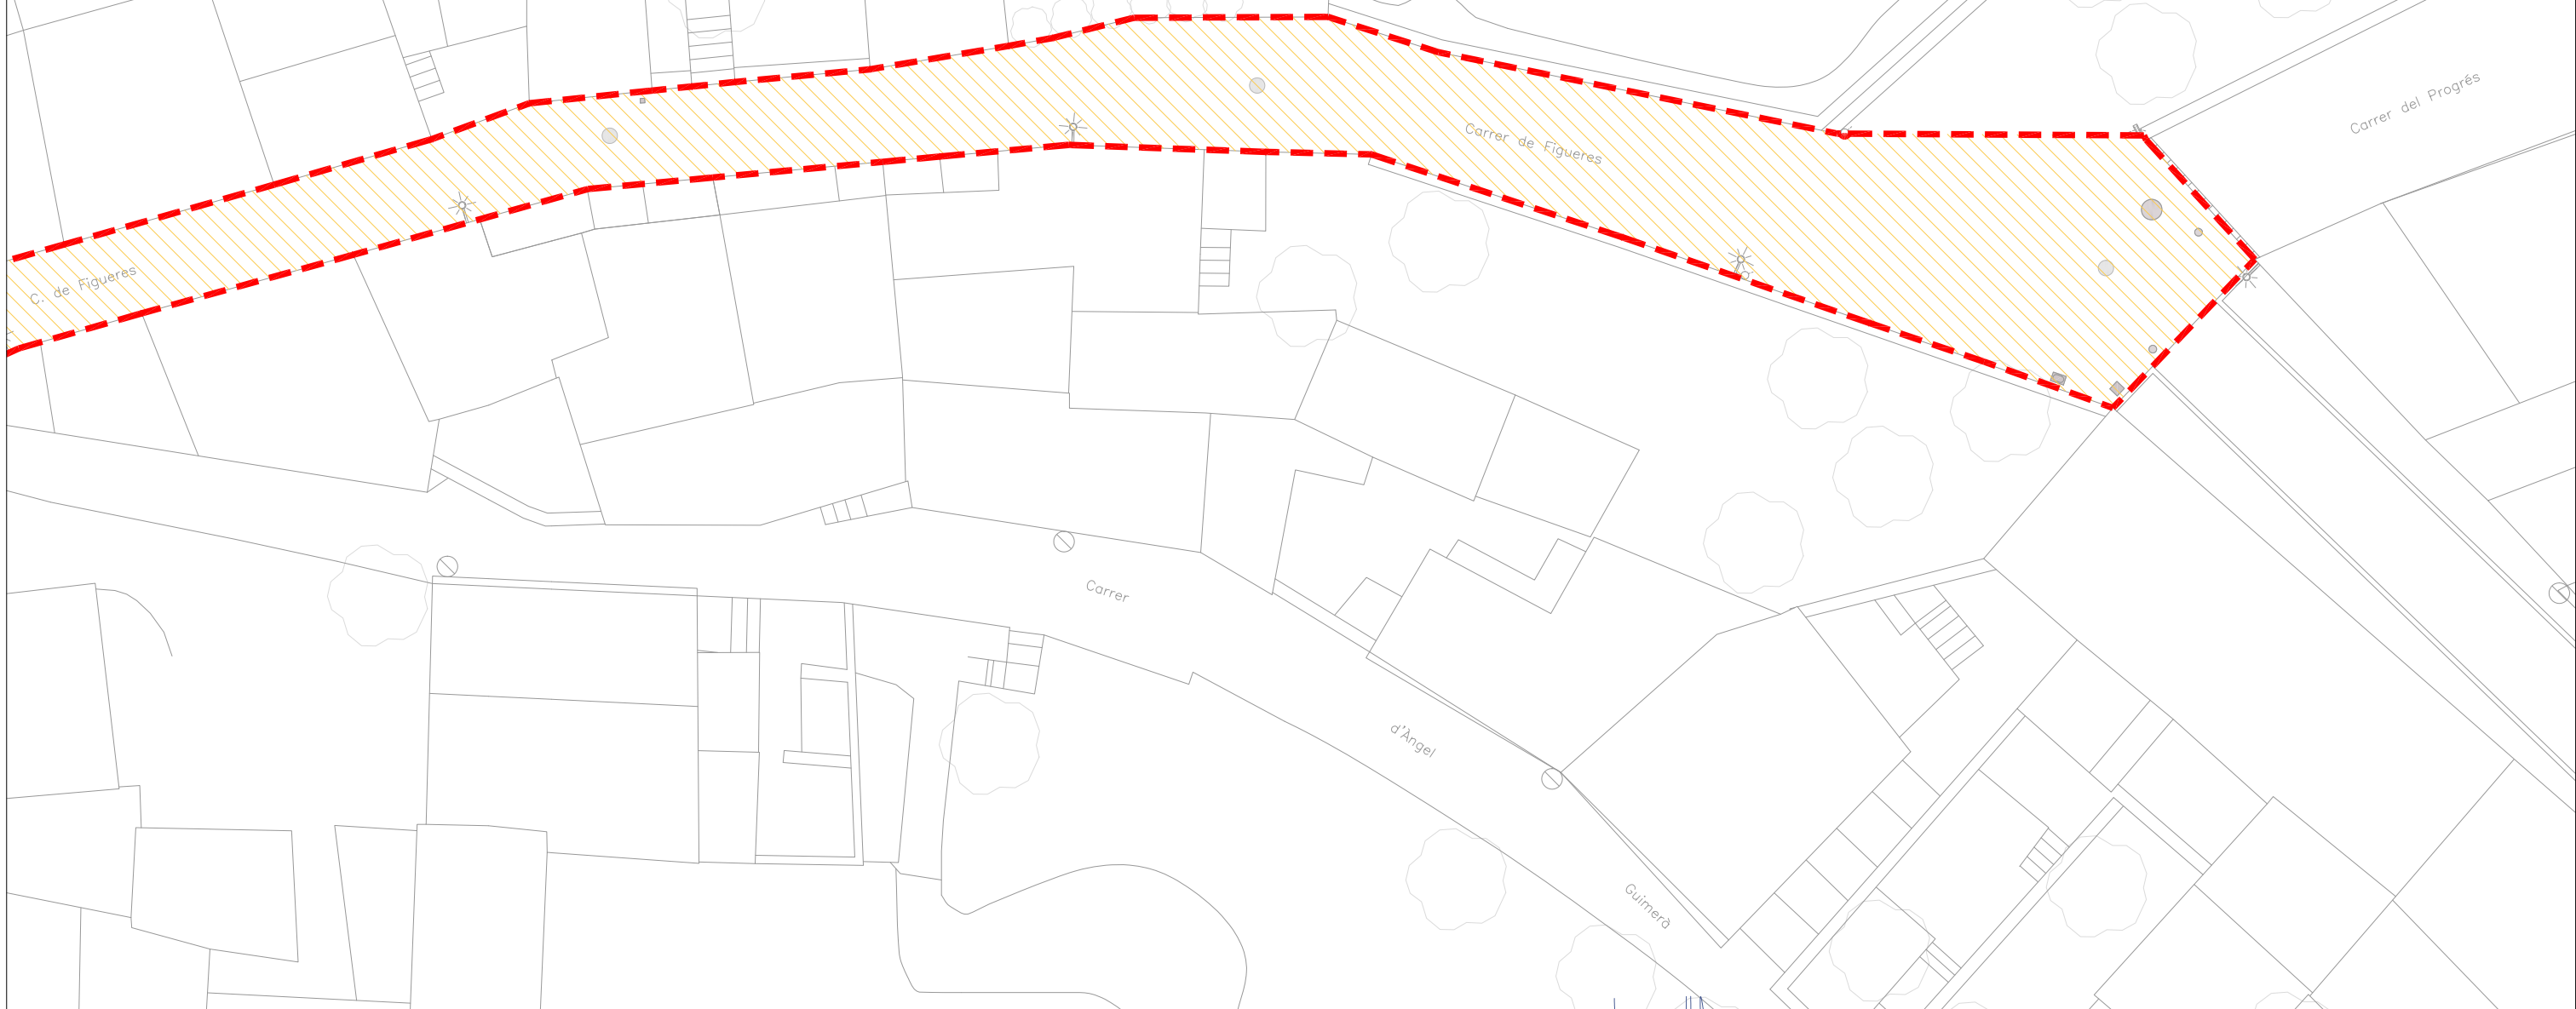 Carrer del Progrés
Carrer de Figueres
C. de Figueres
Carrer
d'Àngel
Guimerà